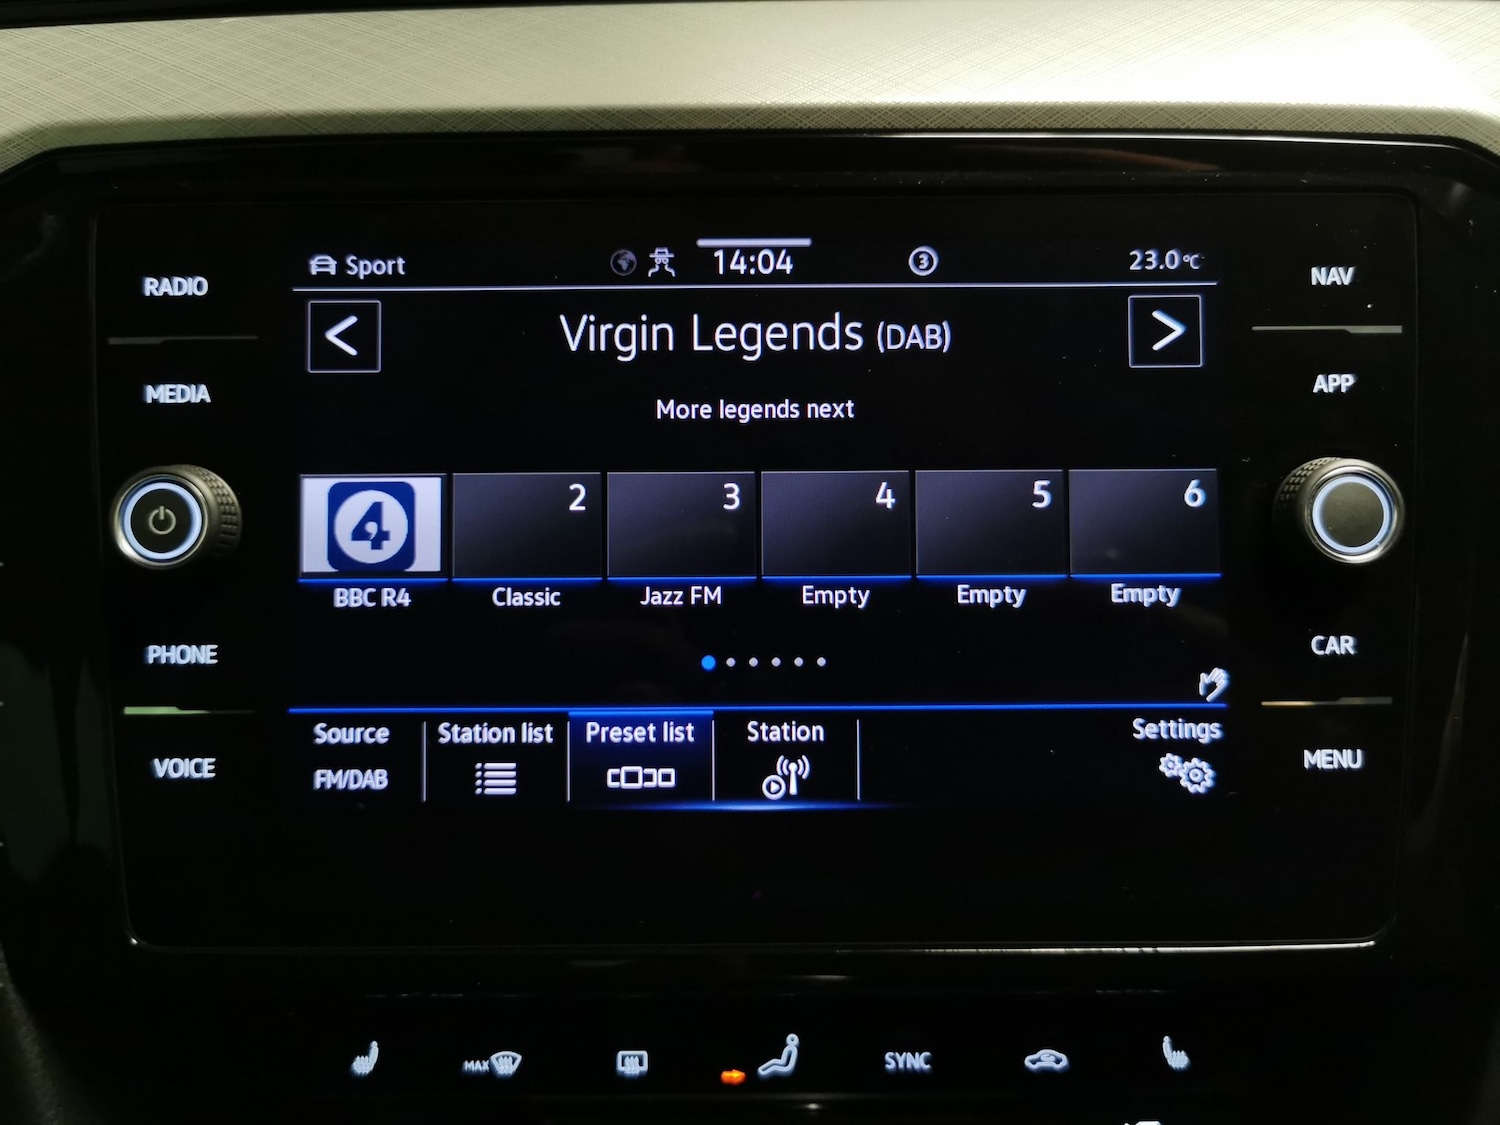 RADIO
MEDIA
PHONE
VOICE
Sport
14:04
3
23.0°C
<
Virgin Legends (DAB)
>
More legends next
4
2
3
4
5
6
BBC R4
Classic
Jazz FM
Empty
Empty
Empty
Source
FM/DAB
Station list
Preset list
Station
Settings
NAV
APP
CAR
MENU
MAX
SYNC